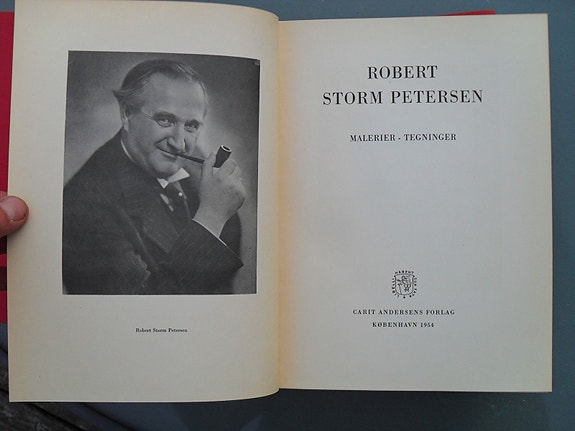 Robert Storm Petersen
ROBERT
STORM PETERSEN
MALERIER - TEGNINGER
CARIT ANDERSENS FORLAG
KØBENHAVN 1954